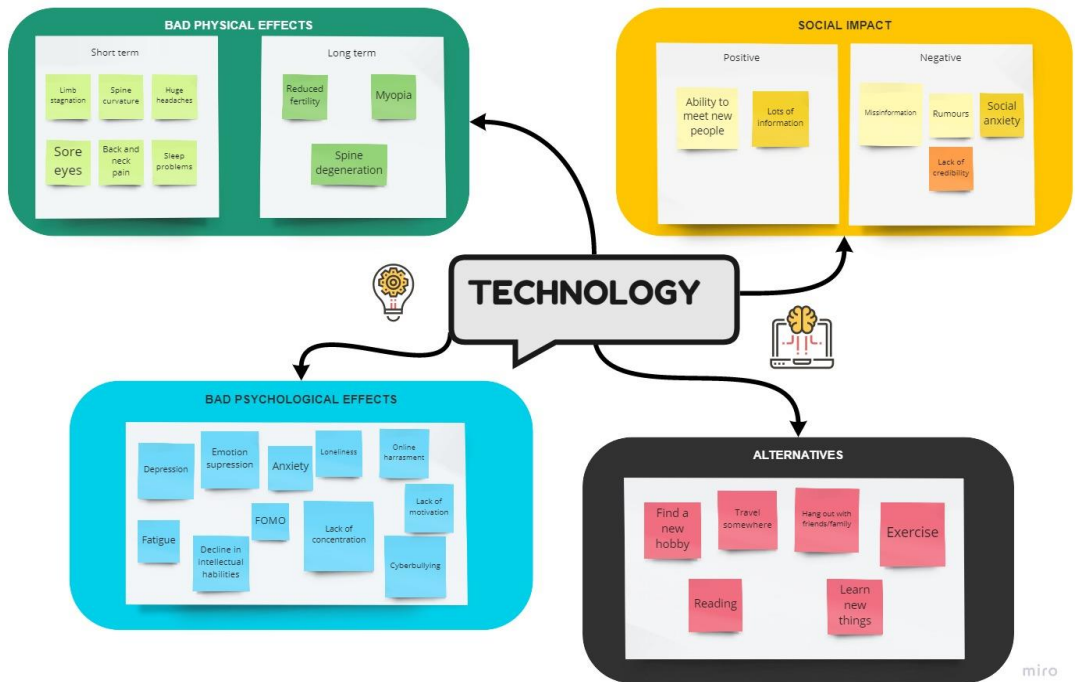 BAD PHYSICAL EFFECTS
Short term
Limb
stagnation
Spine
curvature
Huge
headaches
Sore
eyes
Back and
neck
pain
Sleep
problems
Long term
Reduced
fertility
Myopia
Spine
degeneration
SOCIAL IMPACT
Positive
Ability to
meet new
people
Lots of
information
Negative
Missinformation
Rumours
Social
anxiety
Lack of
credibility
TECHNOLOGY
BAD PSYCHOLOGICAL EFFECTS
Depression
Emotion
supression
Anxiety
Loneliness
Online
harrasment
Fatigue
Decline in
intellectual
habilities
FOMO
Lack of
concentration
Lack of
motivation
Cyberbullying
ALTERNATIVES
Find a
new
hobby
Travel
somewhere
Hang out with
friends/family
Exercise
Reading
Learn
new
things
miro